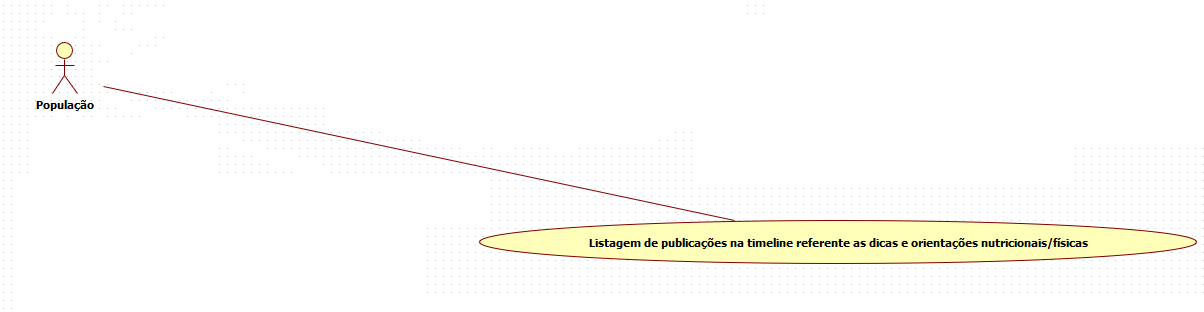 População
Listagem de publicações na timeline referente as dicas e orientações nutricionais/físicas